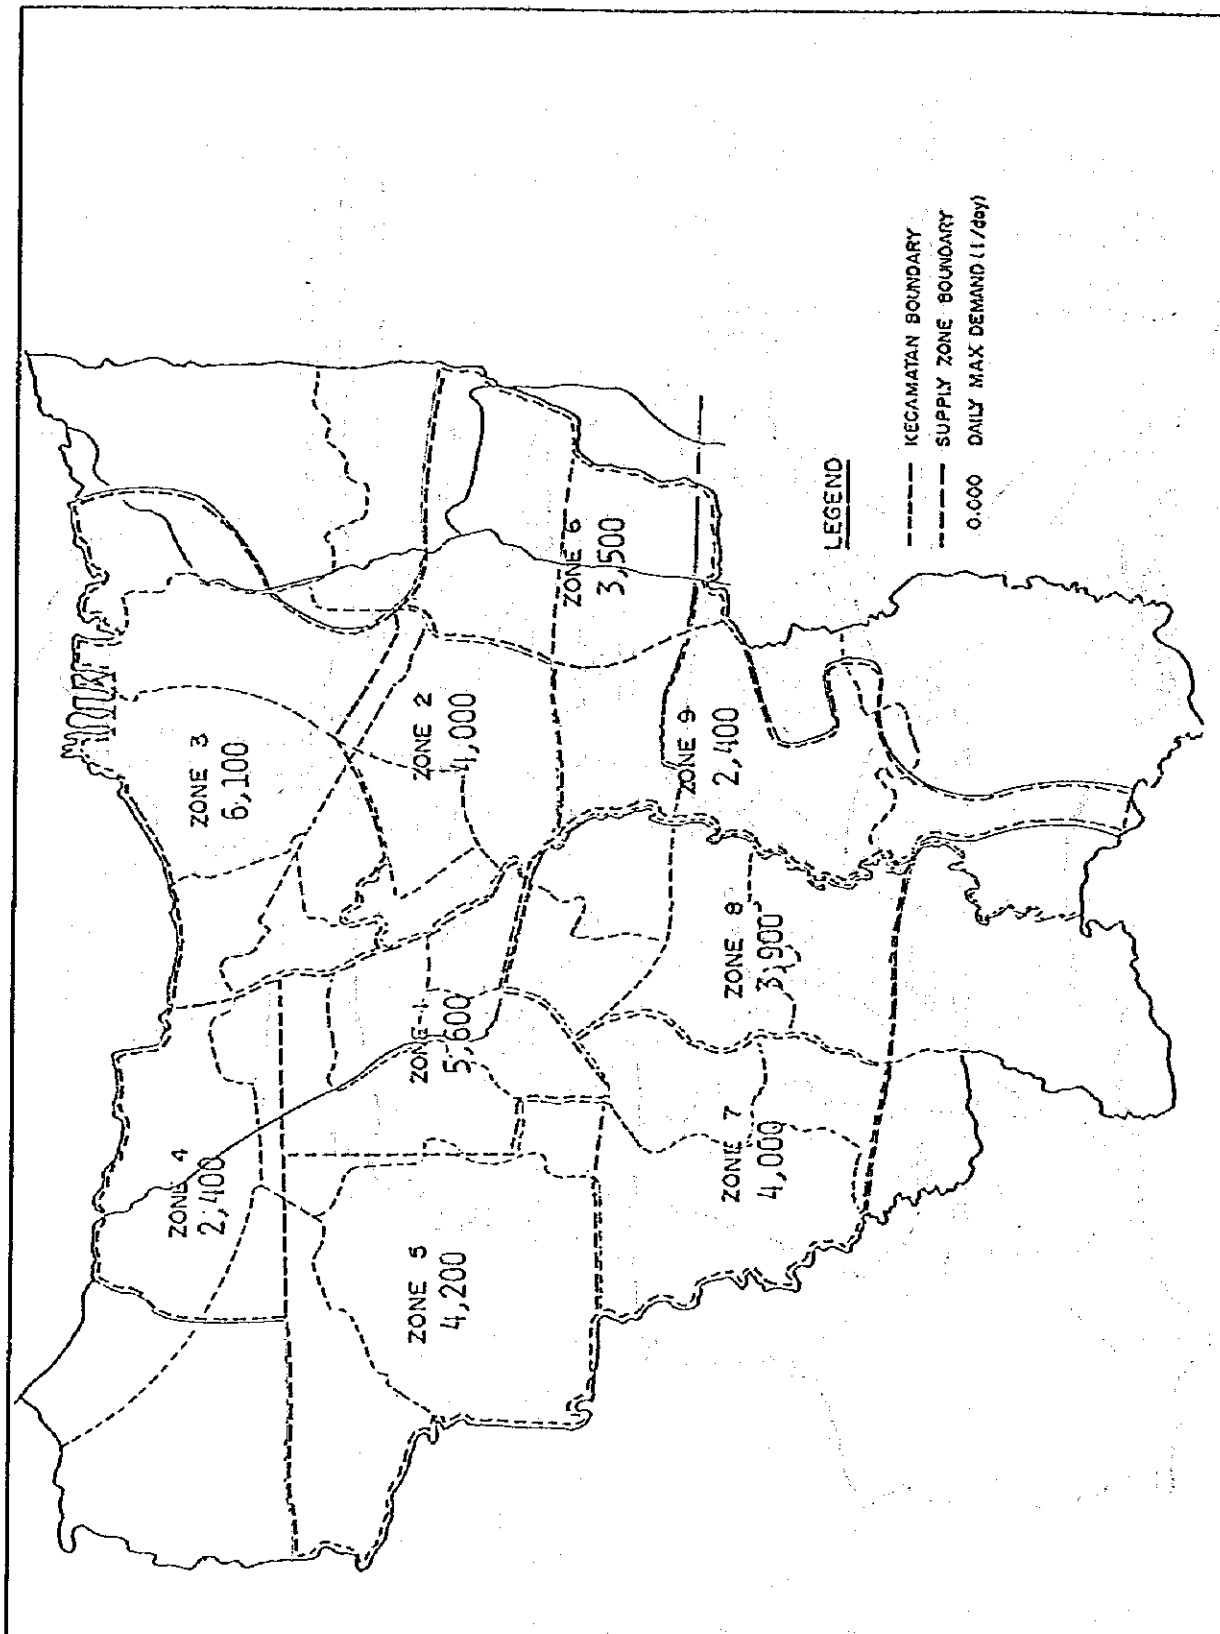 ZONE 4
2,400
ZONE 3
6,100
ZONE 5
4,200
ZONE 1
5,600
ZONE 2
4,000
ZONE 6
3,500
ZONE 7
4,000
ZONE 8
3,900
ZONE 9
2,400
LEGEND
KECAMATAN BOUNDARY
SUPPLY ZONE BOUNDARY
0.000 DAILY MAX DEMAND (l/day)